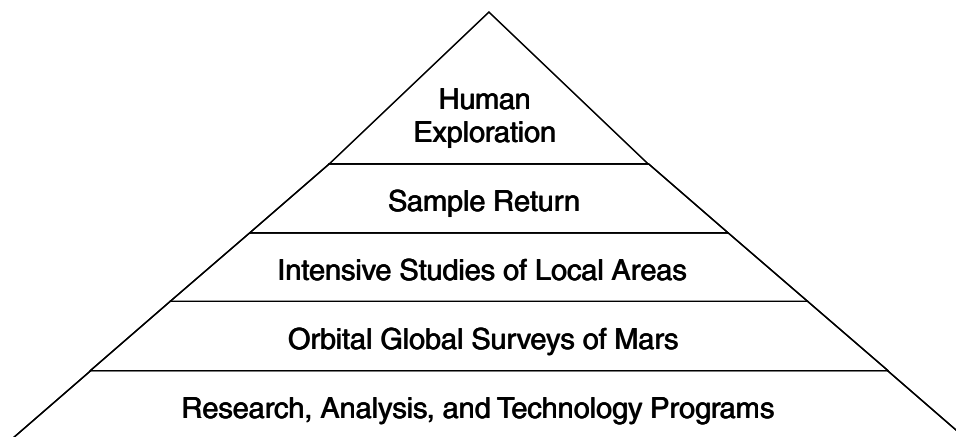 Human
Exploration
Sample Return
Intensive Studies of Local Areas
Orbital Global Surveys of Mars
Research, Analysis, and Technology Programs